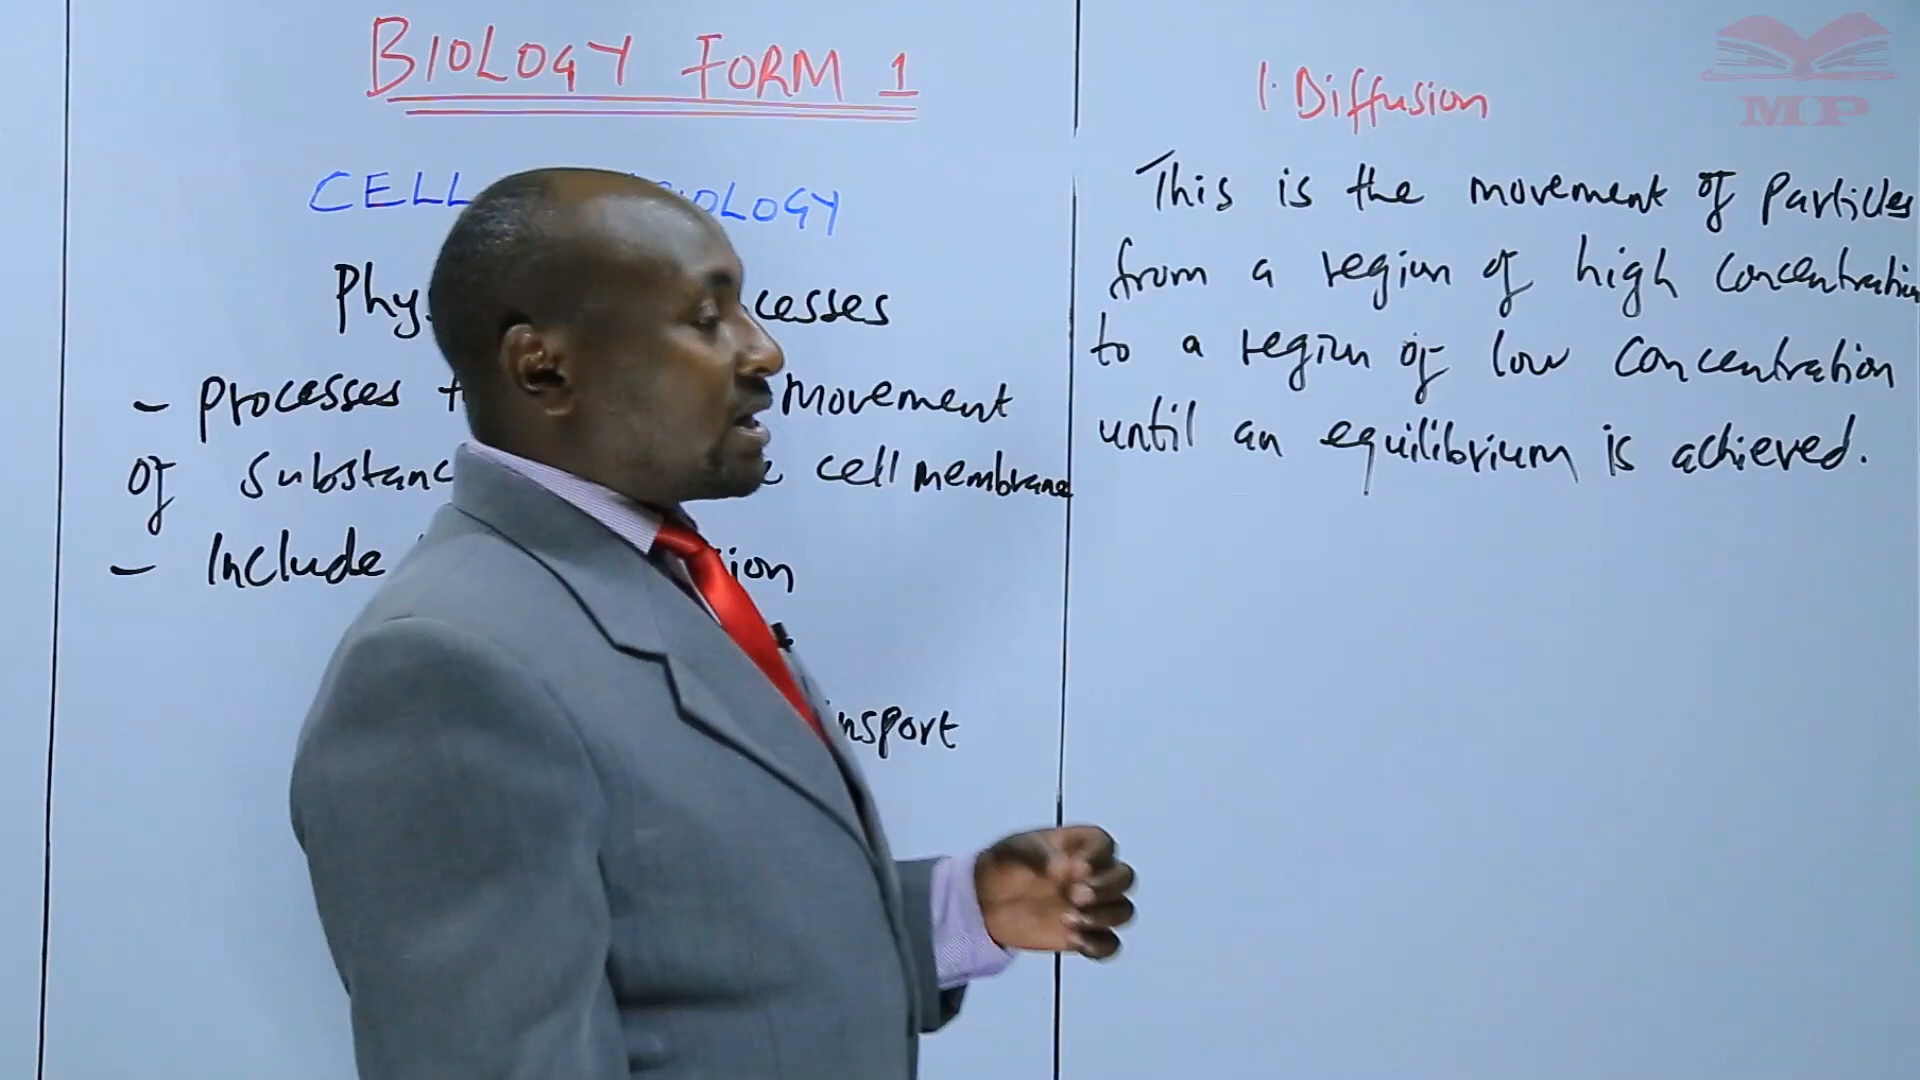 BIOLOGY FORM 1
CELL OLOGY
Phy cesses
- Processes movement
of Substanc cell membrane
- Include ion
nsport
1. Diffusion
This is the movement of Particles
from a region of high Concentration
to a region of low Concentration
until an equilibrium is achieved.
MP